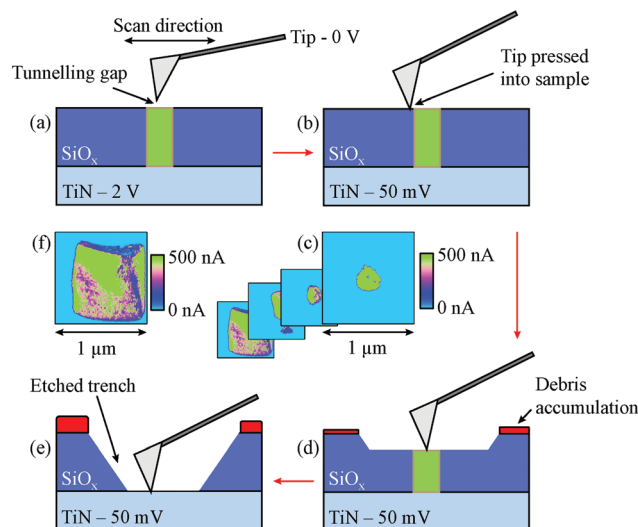 Scan direction
Tip - 0 V
Tunnelling gap
(a)
SiOx
TiN – 2 V
Tip pressed
into sample
(b)
SiOx
TiN – 50 mV
(f)
500 nA
0 nA
1 µm
(c)
500 nA
0 nA
1 µm
Etched trench
(e)
SiOx
TiN – 50 mV
Debris
accumulation
(d)
SiOx
TiN – 50 mV